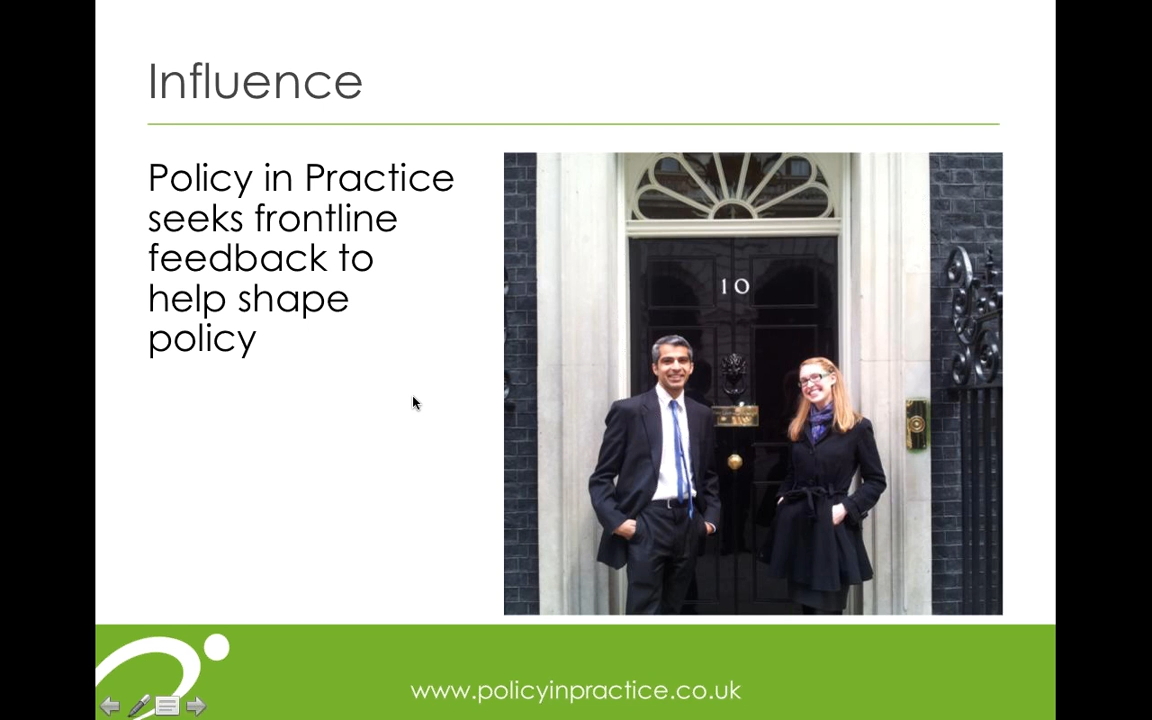 Influence
Policy in Practice
seeks frontline
feedback to
help shape
policy
10
www.policyinpractice.co.uk